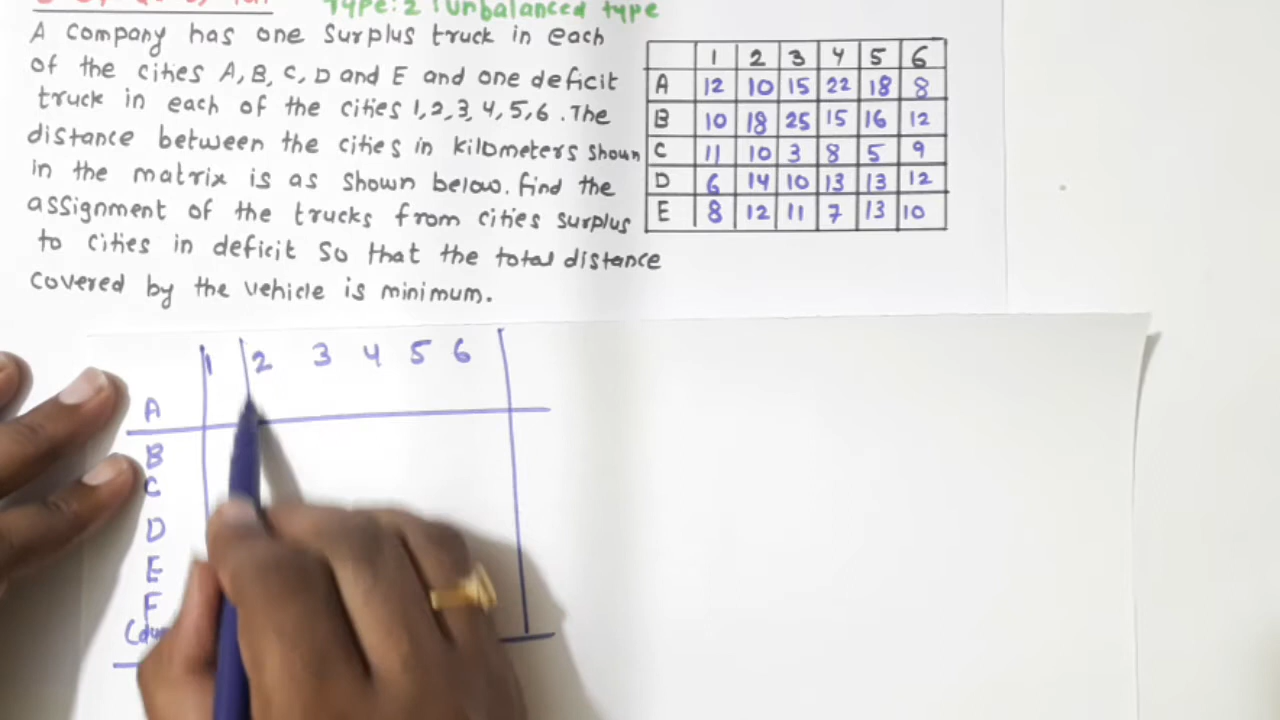 Type: 2 : Unbalanced type
A company has one surplus truck in each
of the cities A, B, C, D and E and one deficit
truck in each of the cities 1, 2, 3, 4, 5, 6. The
distance between the cities in kilometers shown
in the matrix is as shown below. find the
assignment of the trucks from cities surplus
to cities in deficit so that the total distance
covered by the vehicle is minimum.
1 2 3 4 5 6
A 12 10 15 22 18 8
B 10 18 25 15 16 12
C 11 10 3 8 5 9
D 6 14 10 13 13 12
E 8 12 11 7 13 10
1 2 3 4 5 6
A
B
C
D
E
F